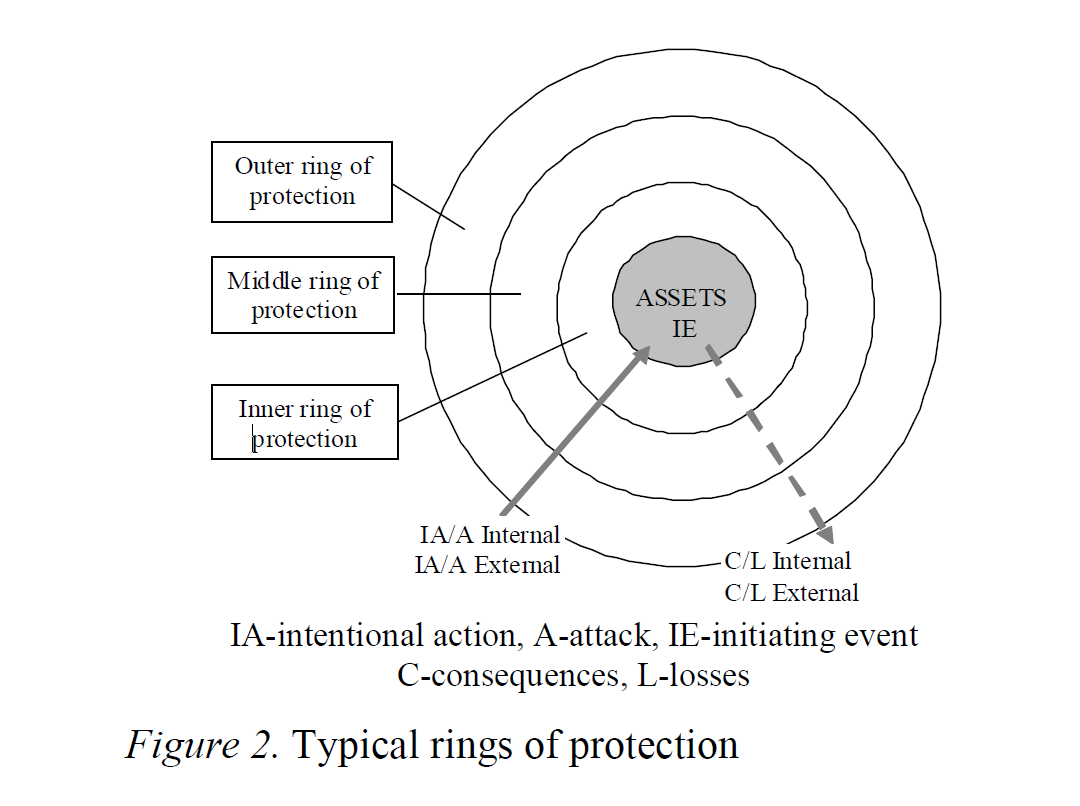 Outer ring of
protection
Middle ring of
protection
Inner ring of
protection
ASSETS
IE
IA/A Internal
IA/A External
C/L Internal
C/L External
IA-intentional action, A-attack, IE-initiating event
C-consequences, L-losses
Figure 2. Typical rings of protection